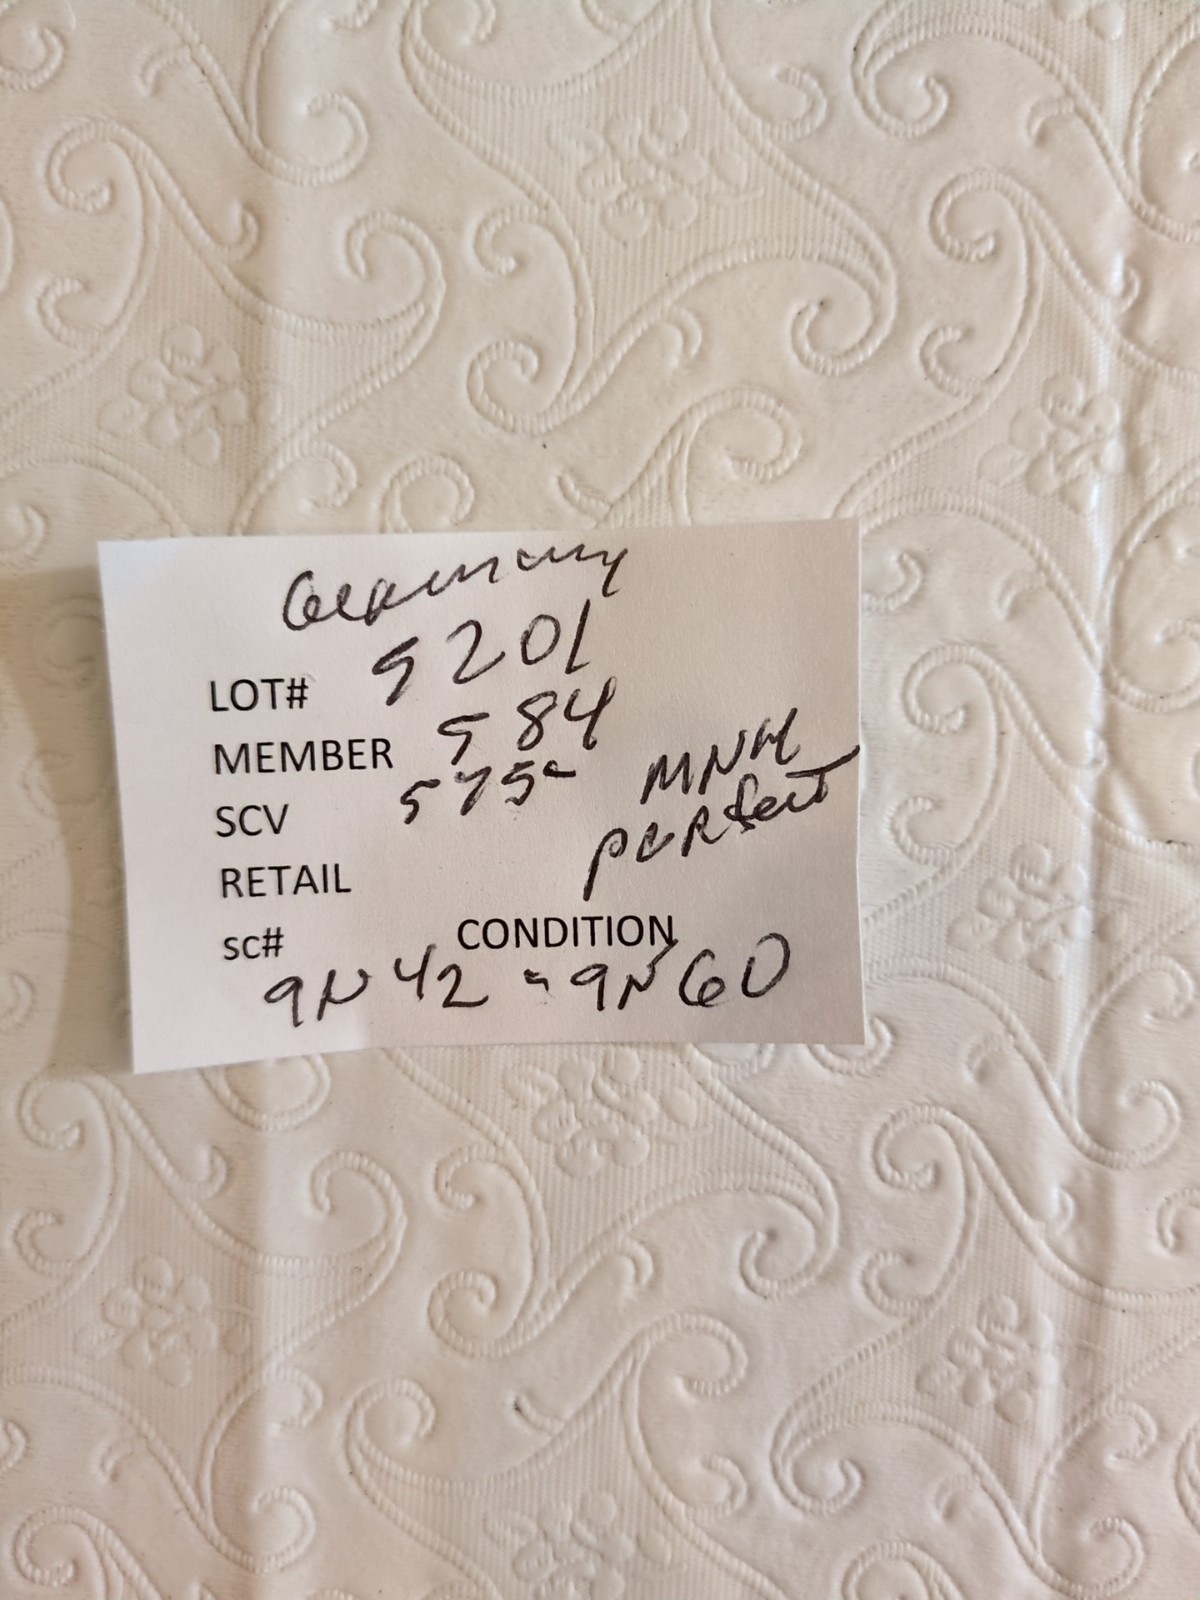 Germany
LOT# 5201
MEMBER 584
SCV 575-
MNH
perfect
RETAIL
sc# CONDITION
9N42 - 9N60